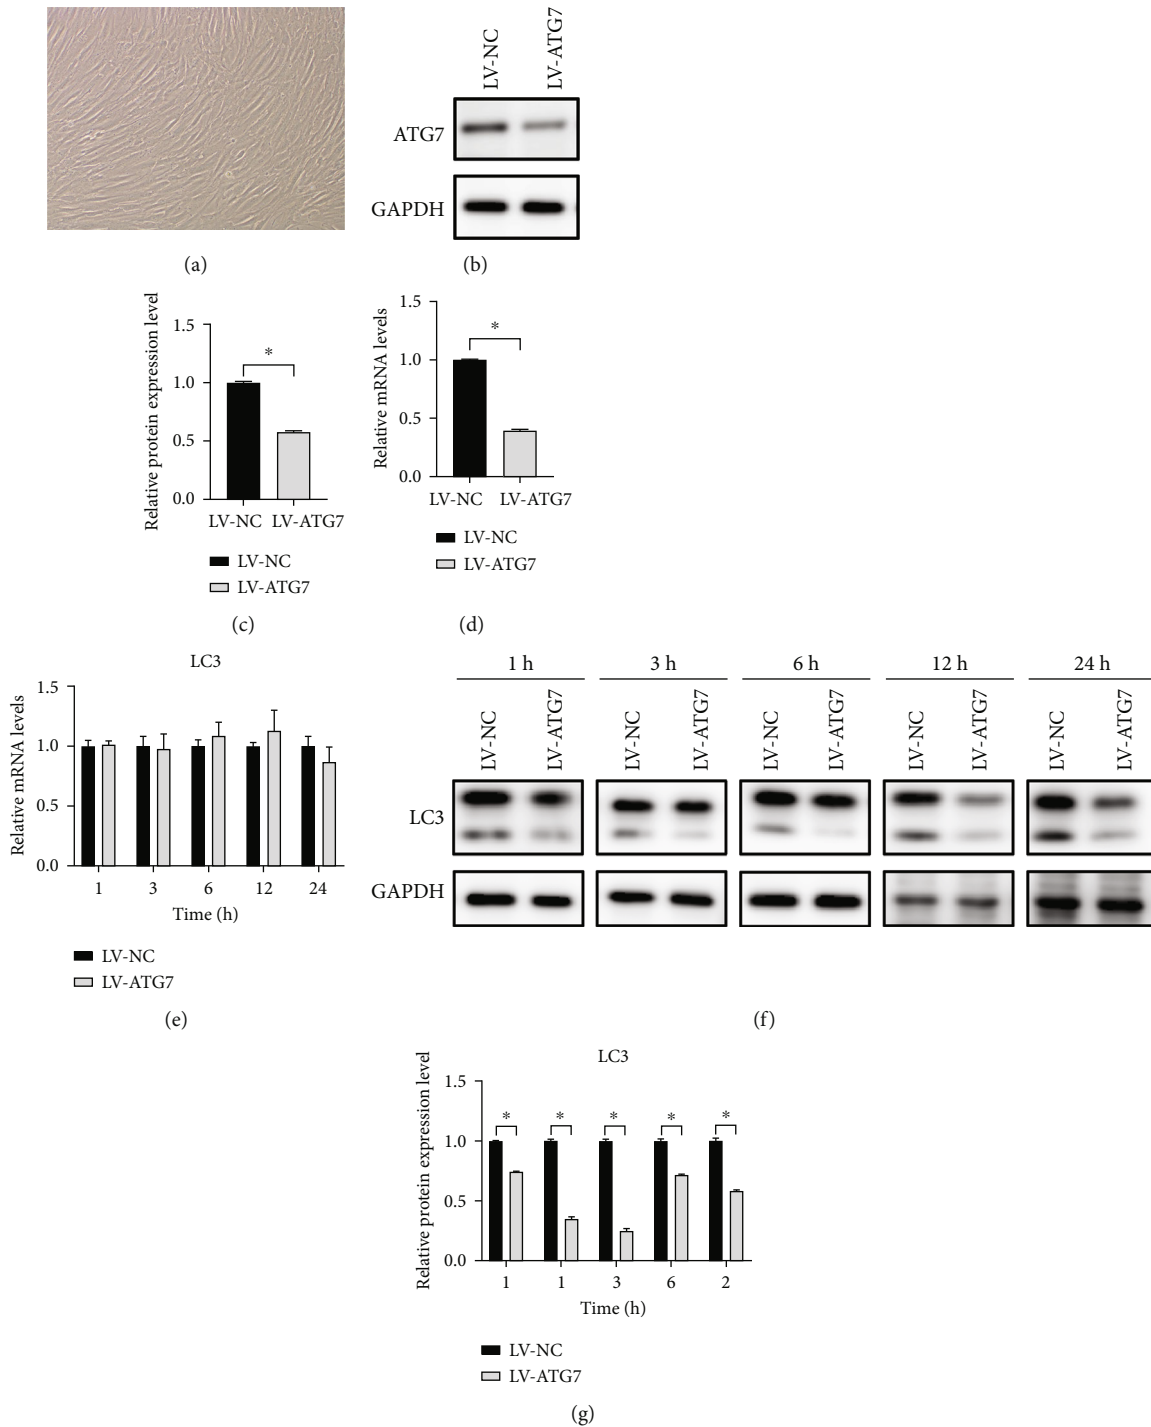 LV-NC
LV-ATG7
ATG7
GAPDH
(a)
(b)
Relative protein expression level
1.5
1.0
0.5
0.0
*
LV-NC LV-ATG7
LV-NC
LV-ATG7
(c)
Relative mRNA levels
1.5
1.0
0.5
0.0
*
LV-NC LV-ATG7
LV-NC
LV-ATG7
(d)
LC3
Relative mRNA levels
1.5
1.0
0.5
0.0
1 3 6 12 24
Time (h)
LV-NC
LV-ATG7
(e)
1 h 3 h 6 h 12 h 24 h
LV-NC LV-ATG7 LV-NC LV-ATG7 LV-NC LV-ATG7 LV-NC LV-ATG7 LV-NC LV-ATG7
LC3
GAPDH
(f)
LC3
Relative protein expression level
1.5
1.0
0.5
0.0
* * * * *
1 1 3 6 2
Time (h)
LV-NC
LV-ATG7
(g)